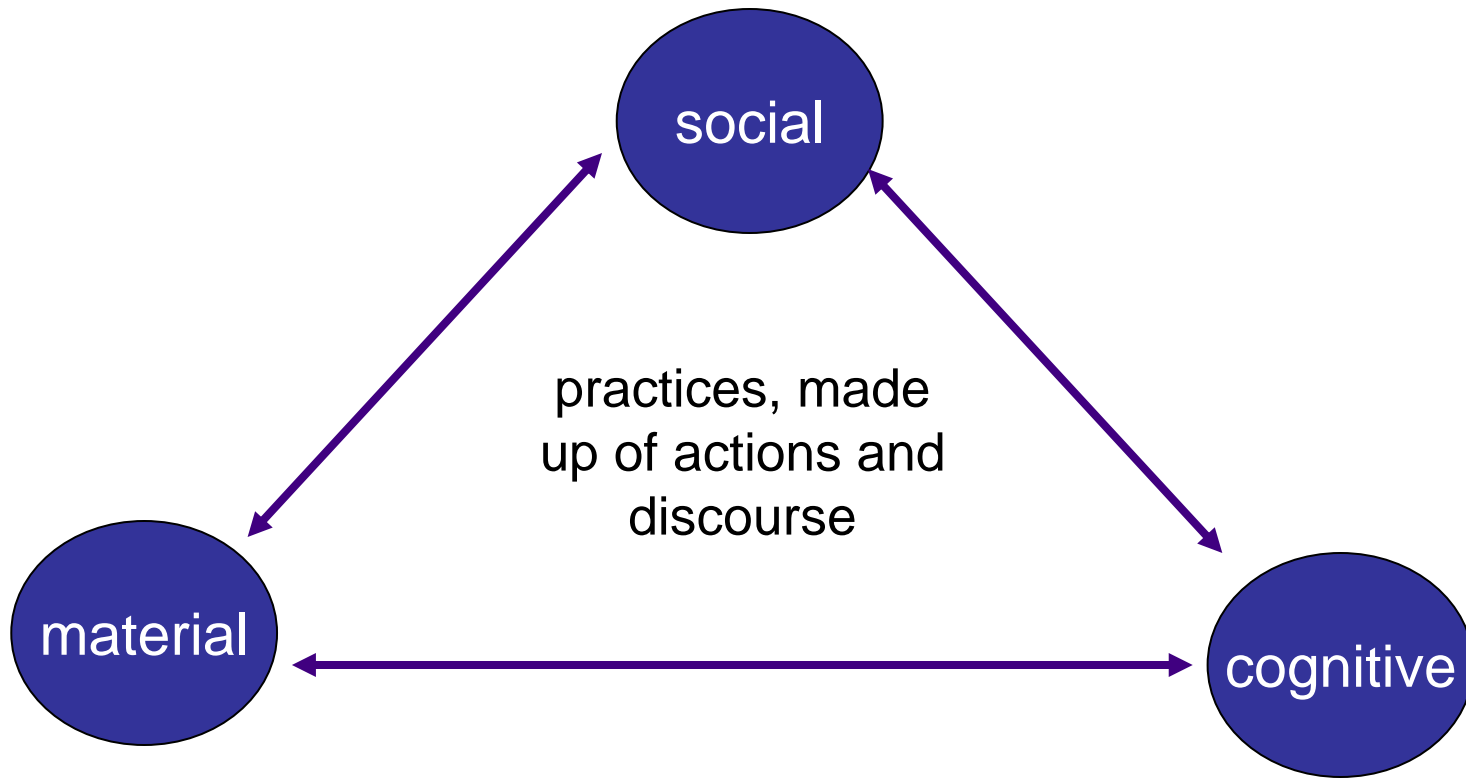 social
practices, made
up of actions and
discourse
material
cognitive